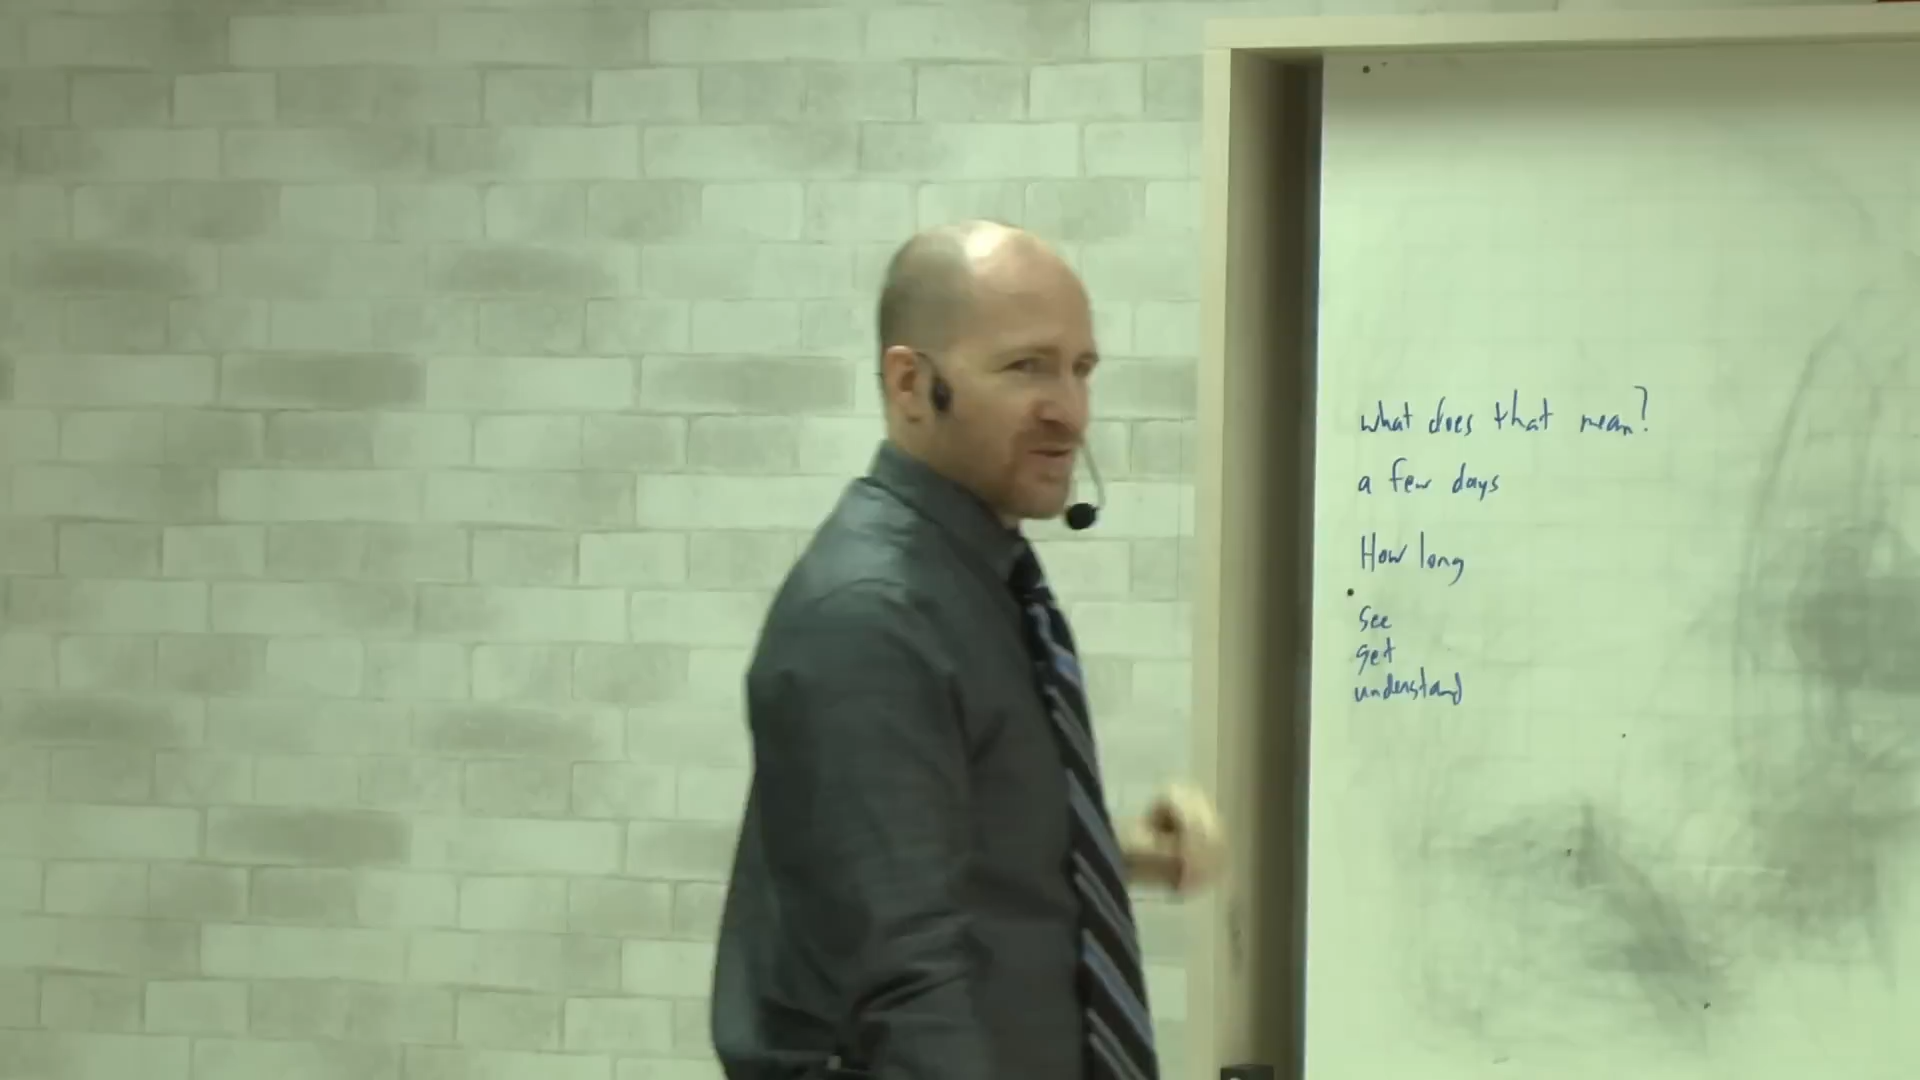 what does that mean?
a few days
How long
see
get
understand